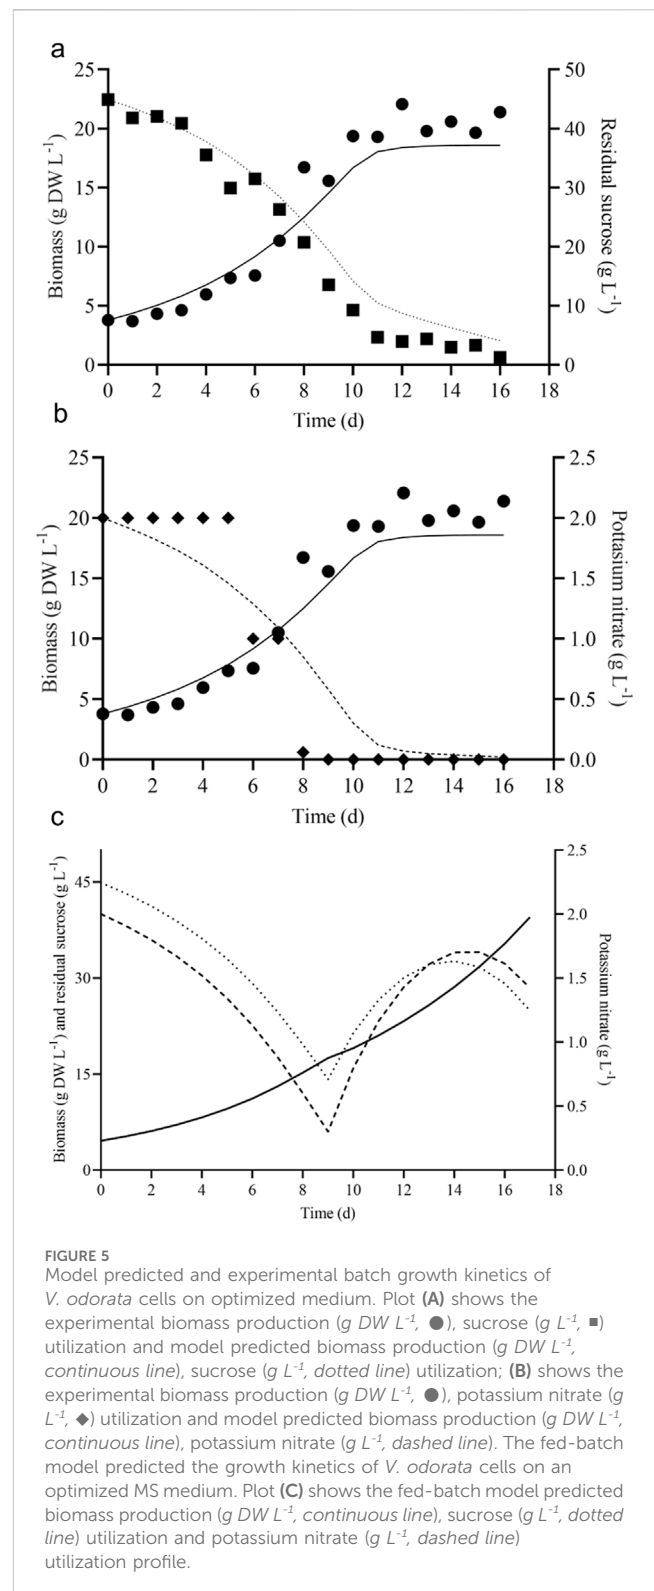 a
25
20
15
10
5
0
Biomass (g DW L-1)
50
40
30
20
10
0
Residual sucrose (g L-1)
0 2 4 6 8 10 12 14 16 18
Time (d)
b
25
20
15
10
5
0
Biomass (g DW L-1)
2.5
2.0
1.5
1.0
0.5
0.0
Pottasium nitrate (g L-1)
0 2 4 6 8 10 12 14 16 18
Time (d)
c
45
30
15
0
Biomass (g DW L-1) and residual sucrose (g L-1)
2.5
2.0
1.5
1.0
0.5
0.0
Potassium nitrate (g L-1)
0 2 4 6 8 10 12 14 16 18
Time (d)
FIGURE 5
Model predicted and experimental batch growth kinetics of
V. odorata cells on optimized medium. Plot (A) shows the
experimental biomass production (g DW L-1, ●), sucrose (g L-1, ■)
utilization and model predicted biomass production (g DW L-1,
continuous line), sucrose (g L-1, dotted line) utilization; (B) shows the
experimental biomass production (g DW L-1, ●), potassium nitrate (g
L-1, ◆) utilization and model predicted biomass production (g DW L-1,
continuous line), potassium nitrate (g L-1, dashed line). The fed-batch
model predicted the growth kinetics of V. odorata cells on an
optimized MS medium. Plot (C) shows the fed-batch model predicted
biomass production (g DW L-1, continuous line), sucrose (g L-1, dotted
line) utilization and potassium nitrate (g L-1, dashed line)
utilization profile.